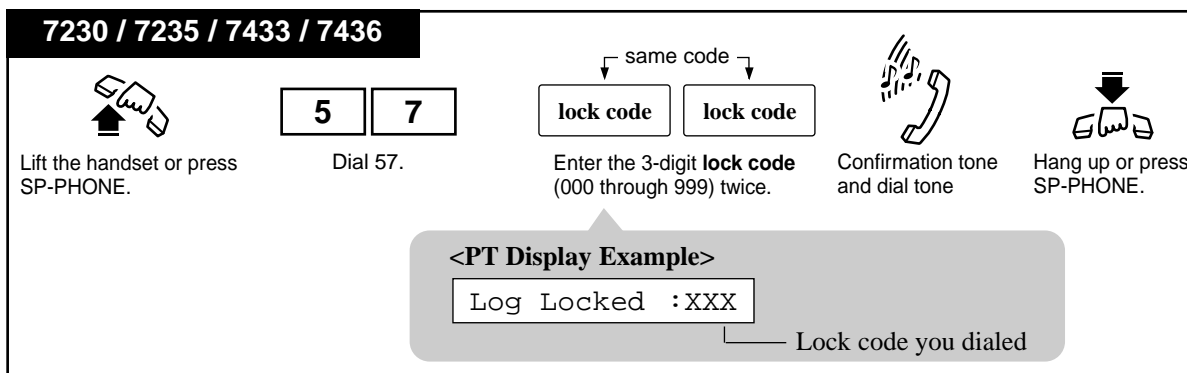 7230 / 7235 / 7433 / 7436
same code
5 7
lock code lock code
Lift the handset or press
SP-PHONE.
Dial 57.
Enter the 3-digit lock code
(000 through 999) twice.
Confirmation tone
and dial tone
Hang up or press
SP-PHONE.
<PT Display Example>
Log Locked :XXX
Lock code you dialed